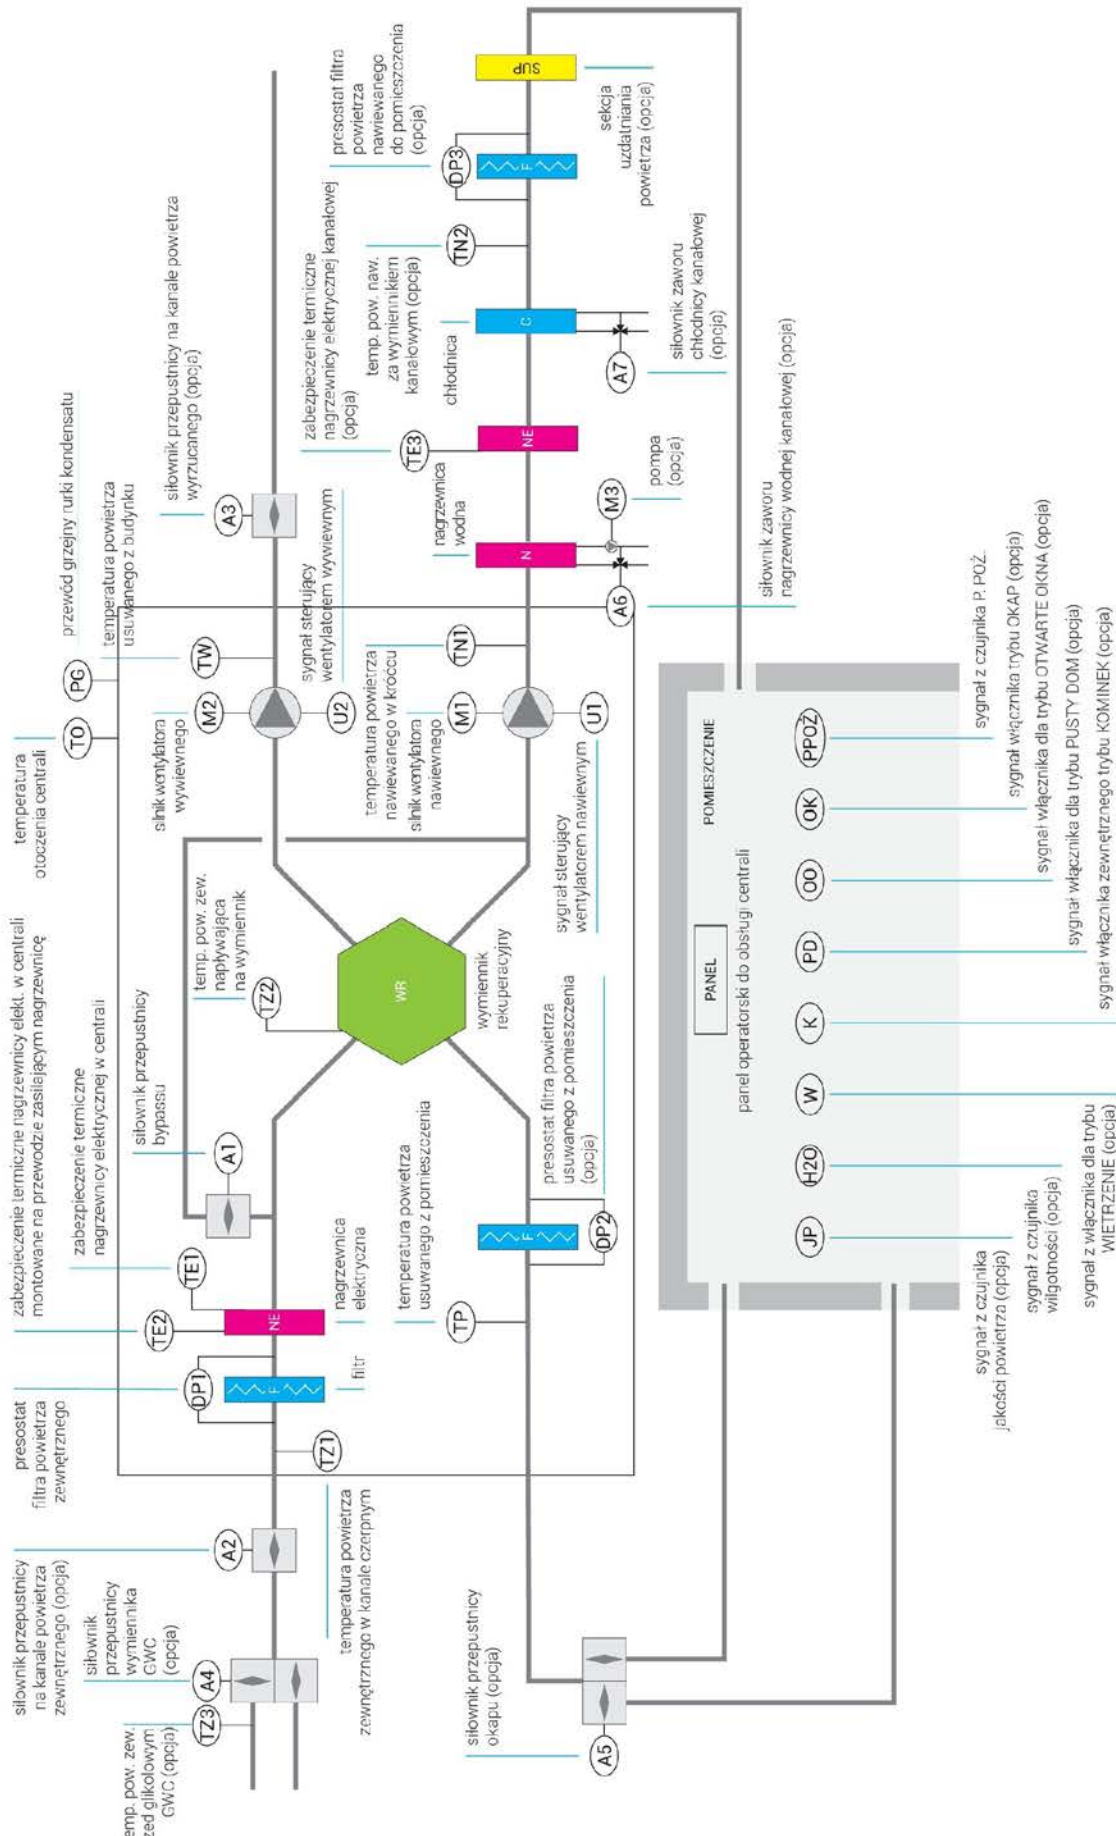 emp. pow. zew.
zed glikolowym
GWC (opcja)
TZ3
siłownik
przepustnicy
wymiennika
GWC
(opcja)
A4
siłownik przepustnicy
na kanale powietrza
zewnętrznego (opcja)
A2
presostat
filtra powietrza
zewnętrznego
DP1
zabezpieczenie termiczne nagrzewnicy elekt. w centrali
montowane na przewodzie zasilającym nagrzewnicę
TE2
zabezpieczenie termiczne
nagrzewnicy elektrycznej w centrali
TE1
siłownik przepustnicy
bypassu
A1
temperatura
otoczenia centrali
TO
przewód grzejny rurki kondensatu
PG
temperatura powietrza
usuwanego z budynku
TW
silnik wentylatora
wywiewnego
M2
siłownik przepustnicy na kanale powietrza
wyrzucanego (opcja)
A3
F
filtr
NE
nagrzewnica
elektryczna
TZ1
temperatura powietrza
zewnętrznego w kanale czerpnym
temp. pow. zew.
napływająca
na wymiennik
TZ2
WR
wymiennik
rekuperacyjny
U2
sygnał sterujący
wentylatorem wywiewnym
temperatura powietrza
nawiewanego w króćcu
TN1
silnik wentylatora
nawiewnego
M1
U1
sygnał sterujący
wentylatorem nawiewnym
nagrzewnica
wodna
N
zabezpieczenie termiczne
nagrzewnicy elektrycznej kanałowej
(opcja)
TE3
NE
chłodnica
C
temp. pow. naw.
za wymiennikiem
kanałowym (opcja)
TN2
presostat filtra
powietrza
nawiewanego
do pomieszczenia
(opcja)
DP3
F
SUP
sekcja
uzdatniania
powietrza (opcja)
siłownik przepustnicy
okapu (opcja)
A5
temperatura powietrza
usuwanego z pomieszczenia
TP
F
DP2
presostat filtra powietrza
usuwanego z pomieszczenia
(opcja)
A6
siłownik zaworu
nagrzewnicy wodnej kanałowej (opcja)
M3
pompa
(opcja)
A7
siłownik zaworu
chłodnicy kanałowej
(opcja)
POMIESZCZENIE
PANEL
panel operatorski do obsługi centrali
JP
H2O
W
K
PD
OO
OK
PPOŻ
sygnał z czujnika
jakości powietrza (opcja)
sygnał z czujnika
wilgotności (opcja)
sygnał z włącznika dla trybu
WIETRZENIE (opcja)
sygnał z czujnika P. POŻ.
sygnał włącznika trybu OKAP (opcja)
sygnał włącznika dla trybu OTWARTE OKNA (opcja)
sygnał włącznika dla trybu PUSTY DOM (opcja)
sygnał włącznika zewnętrznego trybu KOMINEK (opcja)